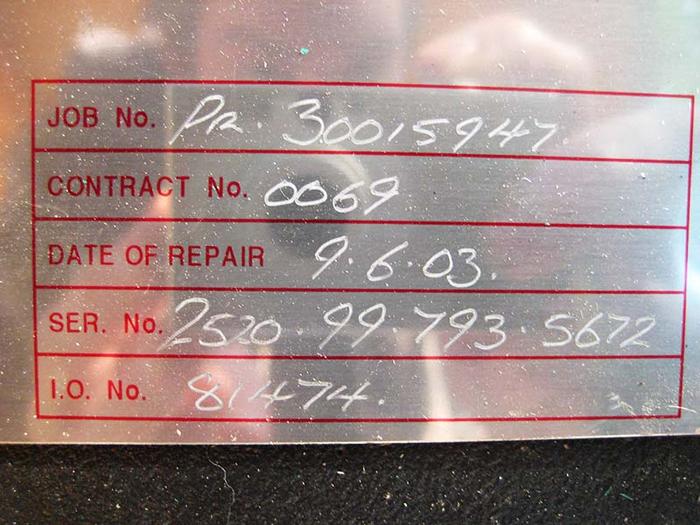 JOB No. PR. 30015947
CONTRACT No. 0069
DATE OF REPAIR 9.6.03.
SER. No. 2520.99.793.5672
I.O. No. 81474.